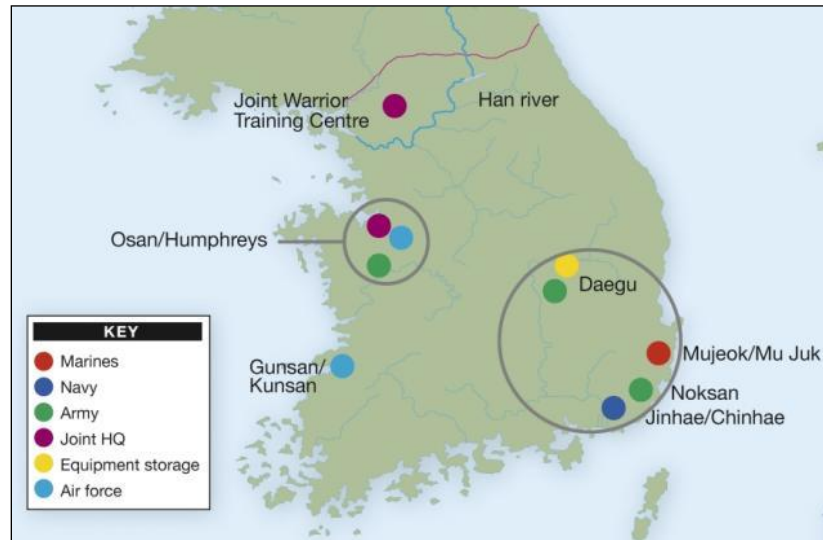 Joint Warrior
Training Centre
Han river
Osan/Humphreys
Daegu
Gunsan/
Kunsan
Mujeok/Mu Juk
Noksan
Jinhae/Chinhae
KEY
Marines
Navy
Army
Joint HQ
Equipment storage
Air force